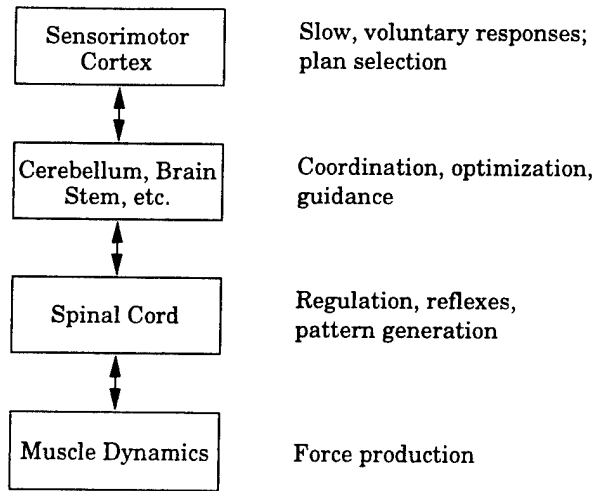 Sensorimotor
Cortex
Slow, voluntary responses;
plan selection
Cerebellum, Brain
Stem, etc.
Coordination, optimization,
guidance
Spinal Cord
Regulation, reflexes,
pattern generation
Muscle Dynamics
Force production